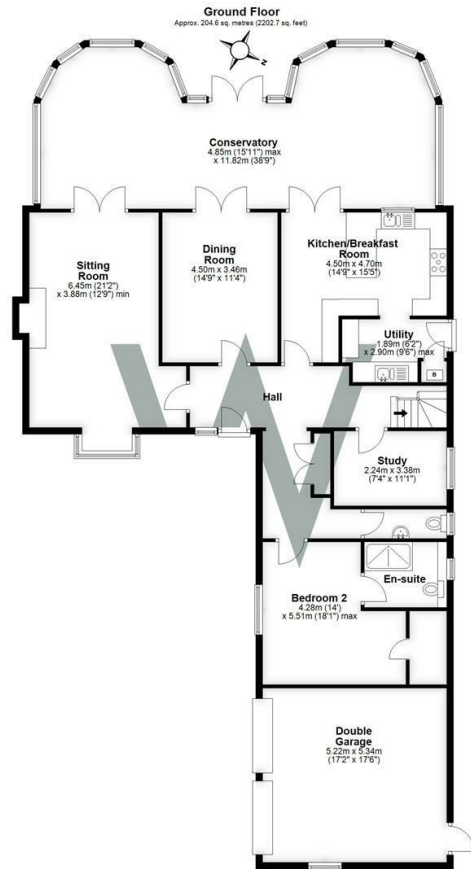 Ground Floor
Approx. 204.6 sq. metres (2202.7 sq. feet)
N
Conservatory
4.85m (15'11") max
x 11.82m (38'9")
Sitting
Room
6.45m (21'2")
x 3.88m (12'9") min
Dining
Room
4.50m x 3.46m
(14'9" x 11'4")
Kitchen/Breakfast
Room
4.50m x 4.70m
(14'9" x 15'5")
Utility
1.89m (6'2")
x 2.90m (9'6") max
B
Hall
Study
2.24m x 3.38m
(7'4" x 11'1")
En-suite
Bedroom 2
4.28m (14')
x 5.51m (18'1") max
Double
Garage
5.22m x 5.34m
(17'2" x 17'6")
W